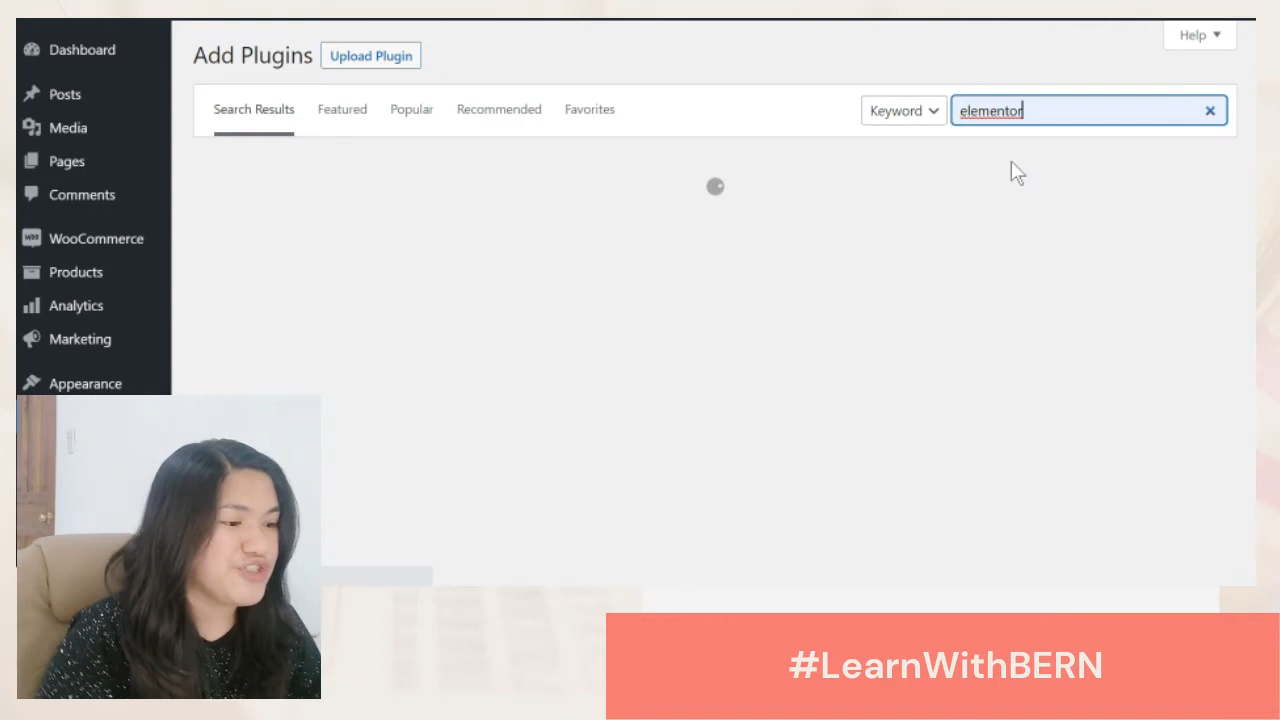 Help
Dashboard
Add Plugins
Upload Plugin
Posts
Search Results
Featured
Popular
Recommended
Favorites
Keyword
elementor
Media
Pages
Comments
WooCommerce
Products
Analytics
Marketing
Appearance
#LearnWithBERN